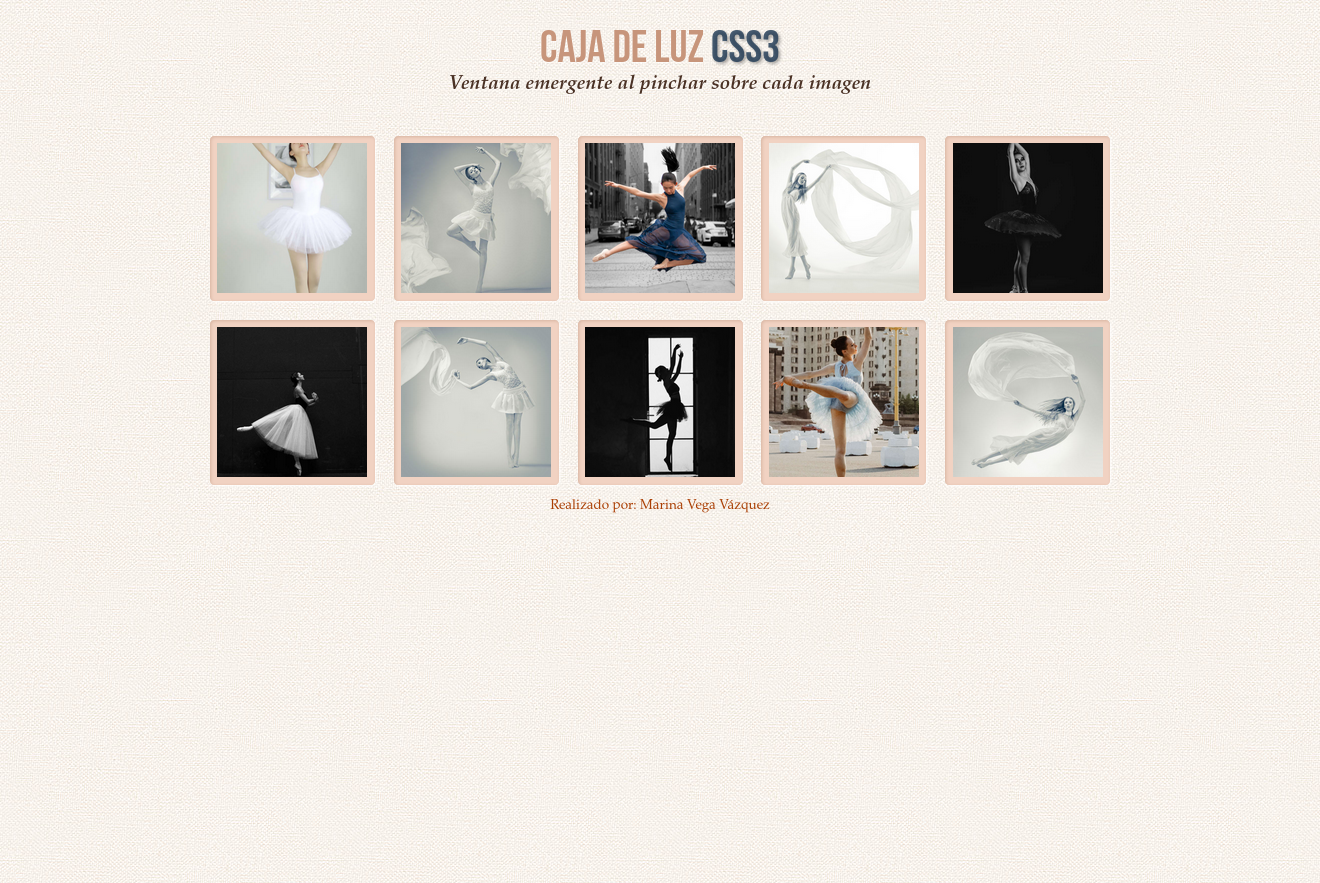 CAJA DE LUZ CSS3
Ventana emergente al pinchar sobre cada imagen
Realizado por: Marina Vega Vázquez